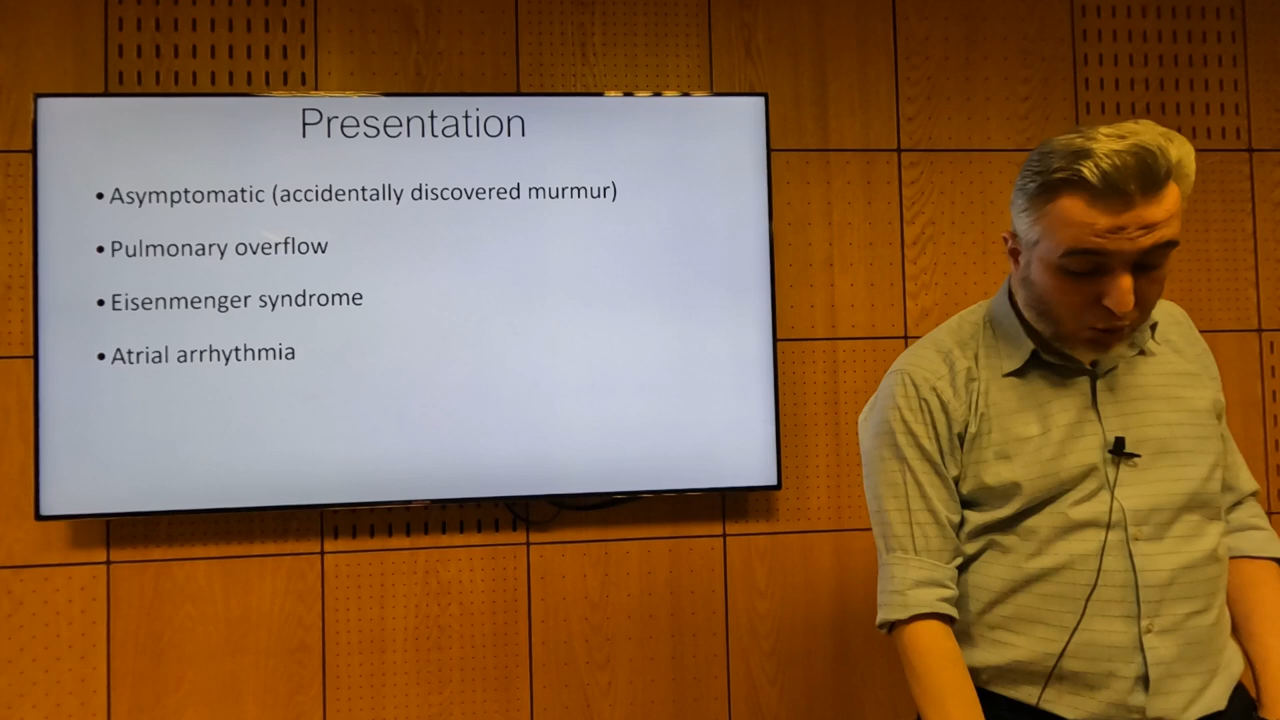 Presentation
• Asymptomatic (accidentally discovered murmur)
• Pulmonary overflow
• Eisenmenger syndrome
• Atrial arrhythmia